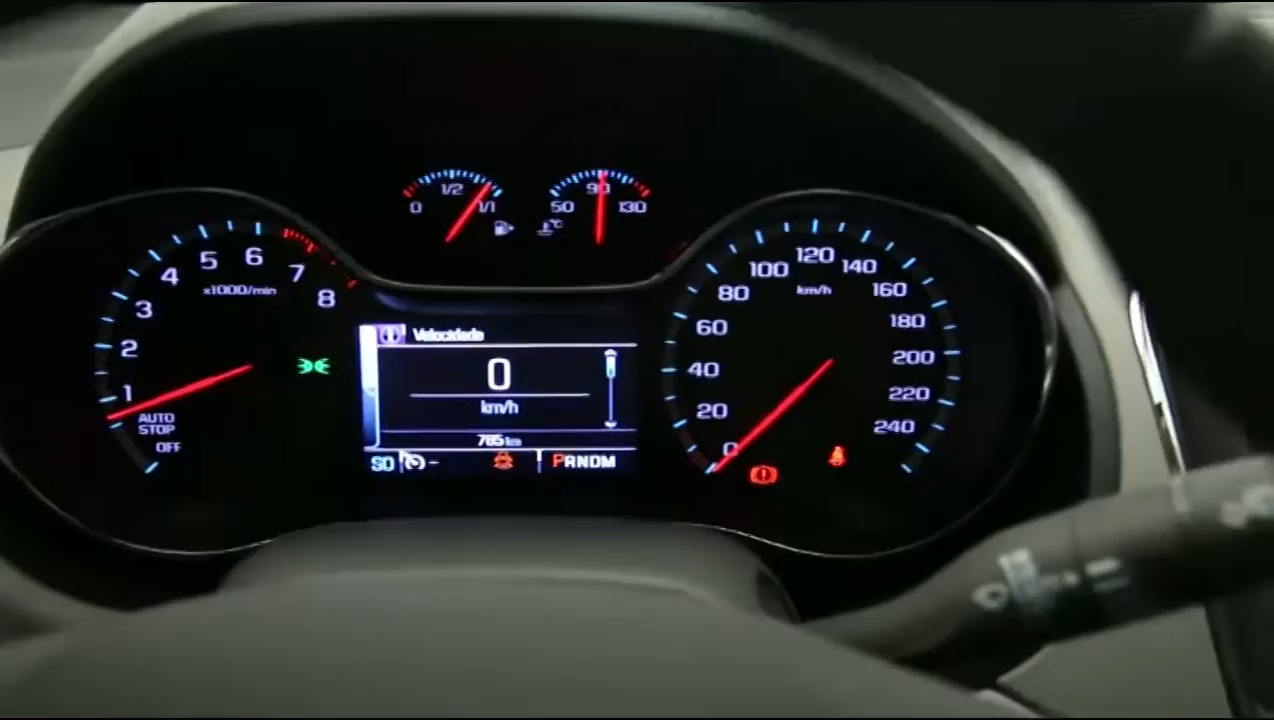 0 1/2 1/1
50 90 130
°C
1 2 3 4 5 6 7 8
x1000/min
AUTO
STOP
OFF
Velocidade
0
km/h
785 km
PRNDM
0 20 40 60 80 100 120 140 160 180 200 220 240
km/h